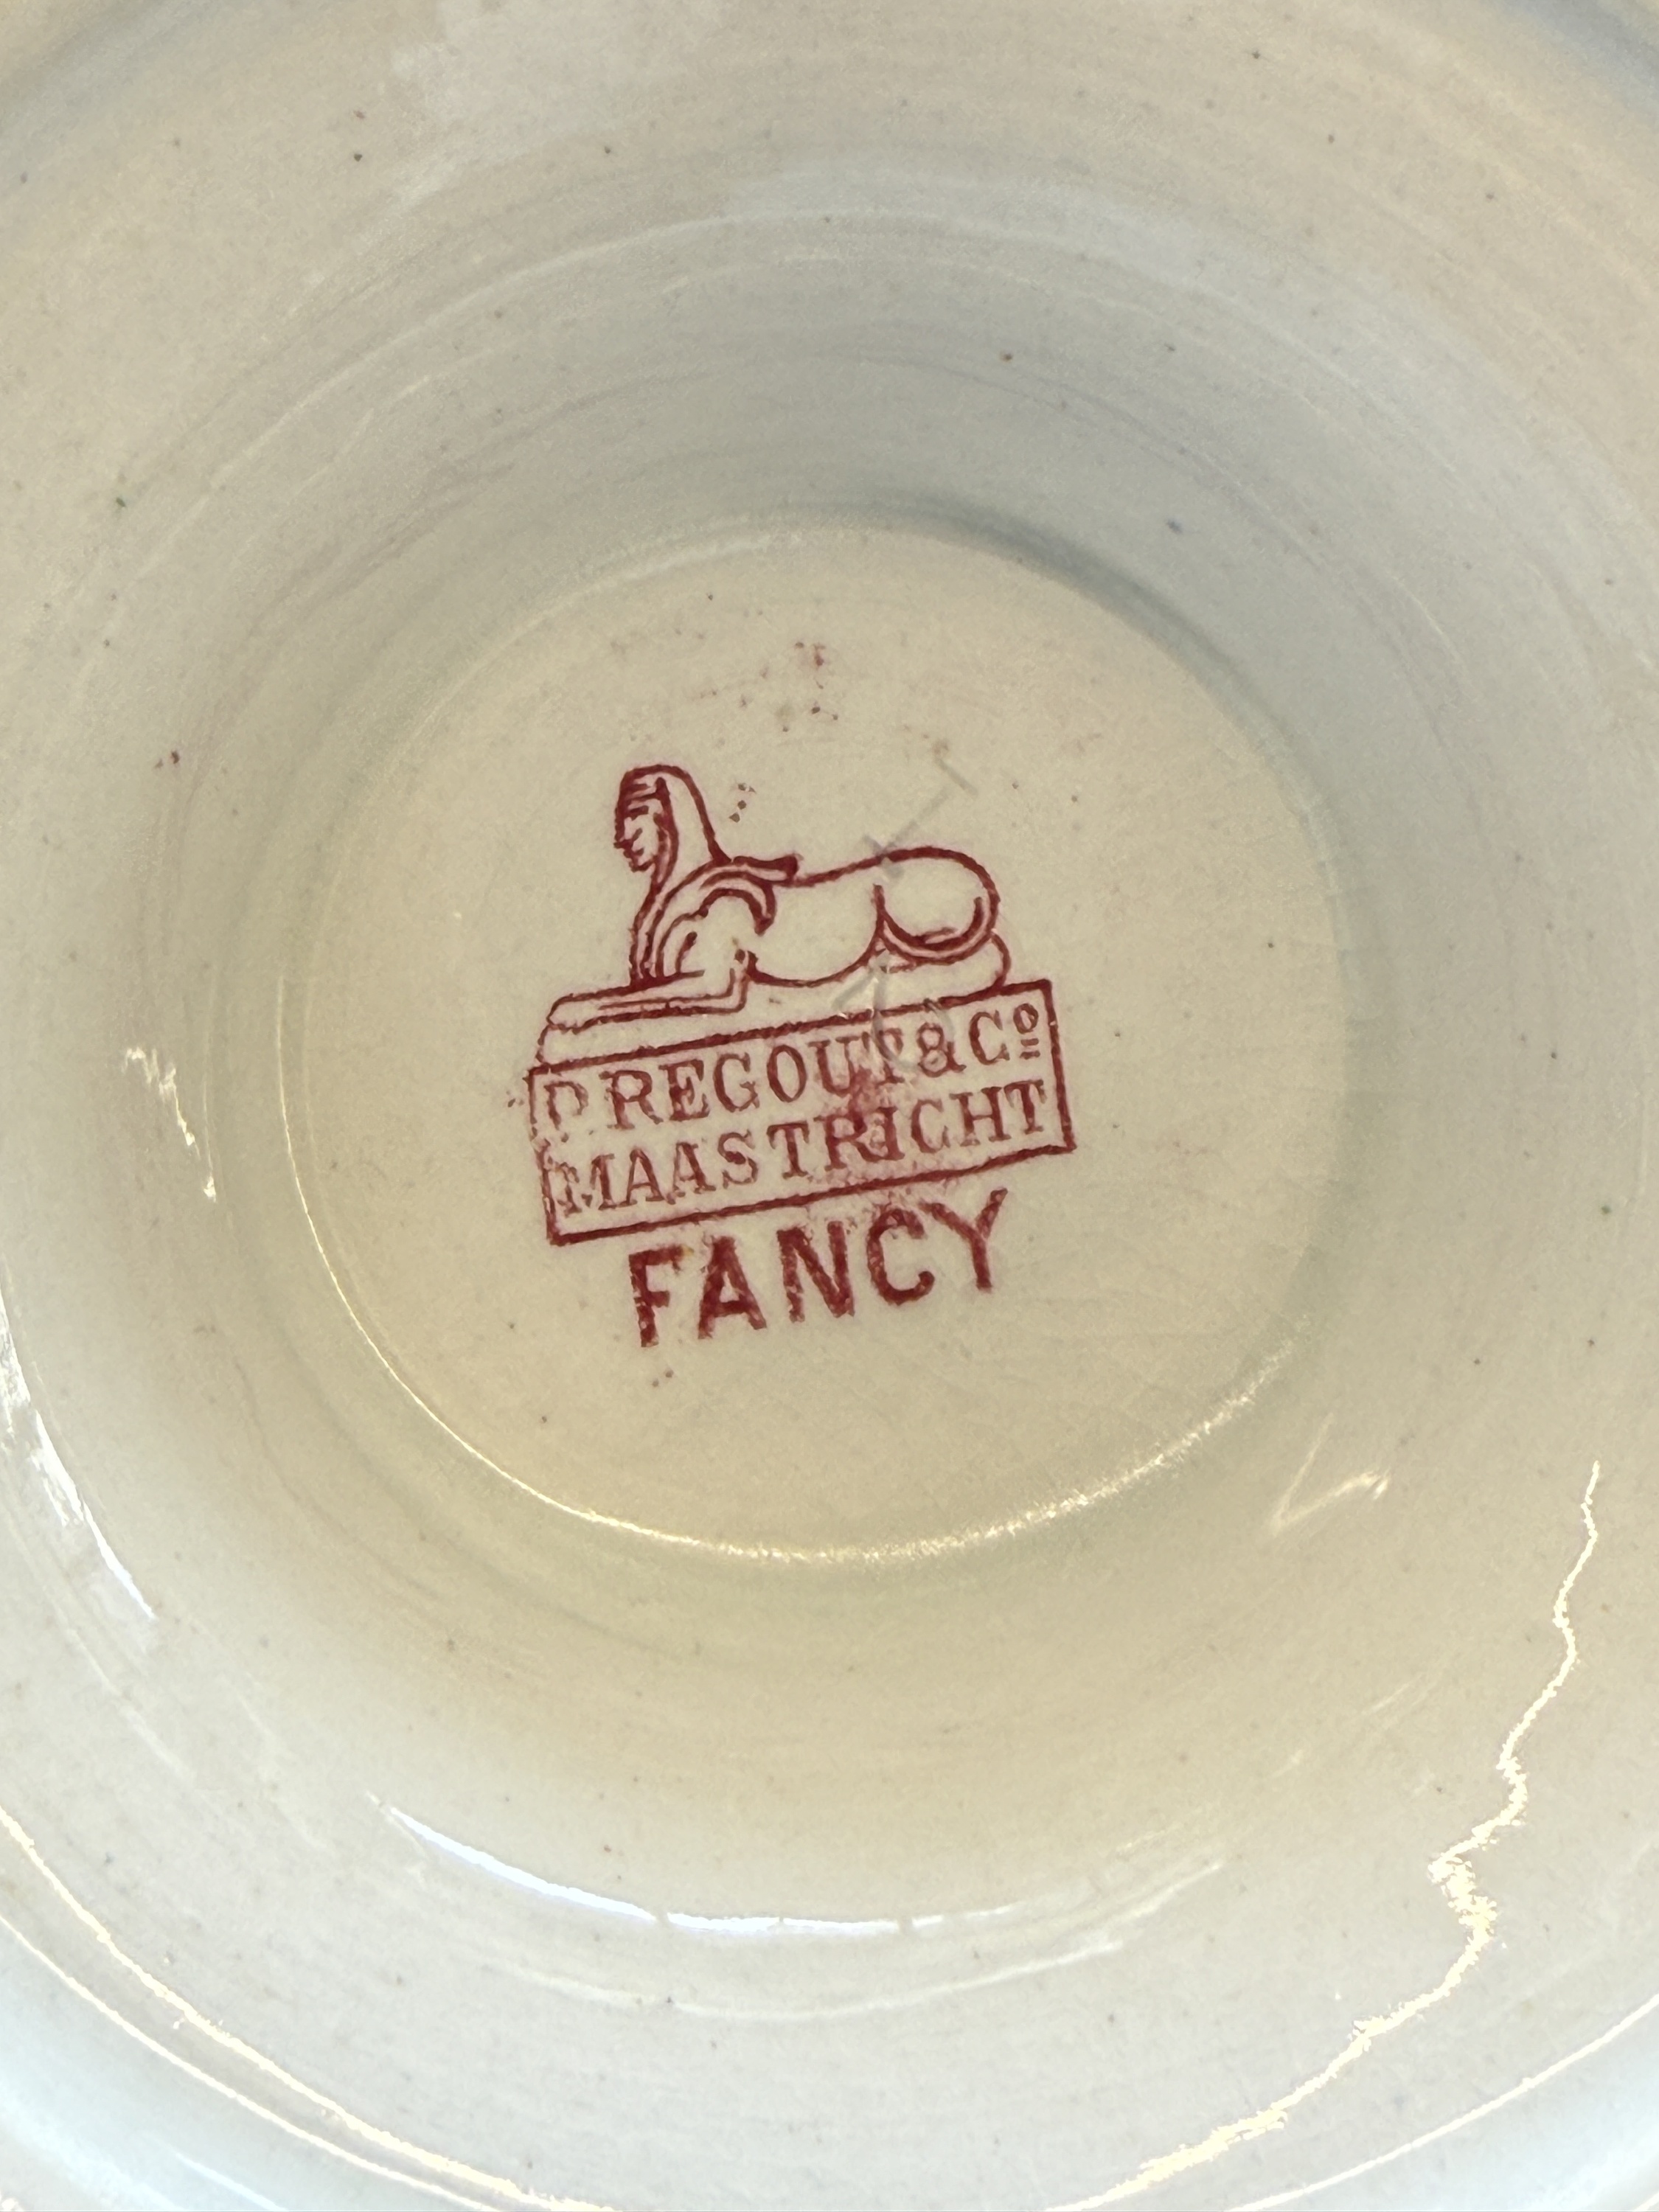 P REGOUT & Cº
MAASTRICHT
FANCY